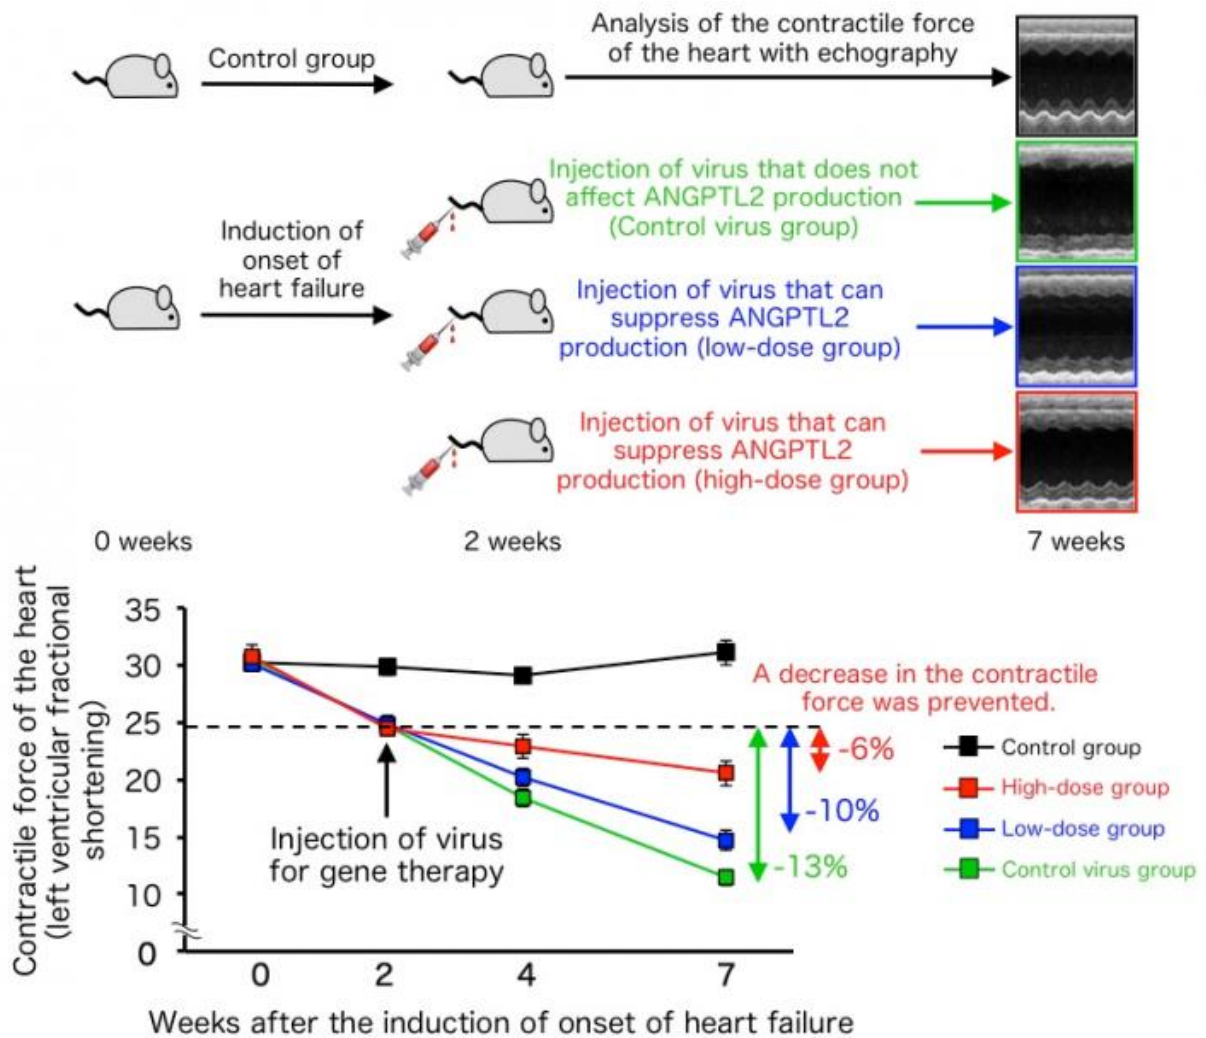 Control group
Analysis of the contractile force
of the heart with echography
Injection of virus that does not
affect ANGPTL2 production
(Control virus group)
Induction of
onset of
heart failure
Injection of virus that can
suppress ANGPTL2
production (low-dose group)
Injection of virus that can
suppress ANGPTL2
production (high-dose group)
0 weeks
2 weeks
7 weeks
Contractile force of the heart
(left ventricular fractional
shortening)
35
30
25
20
15
10
0
A decrease in the contractile
force was prevented.
-6%
-10%
-13%
Injection of virus
for gene therapy
Control group
High-dose group
Low-dose group
Control virus group
0
2
4
7
Weeks after the induction of onset of heart failure